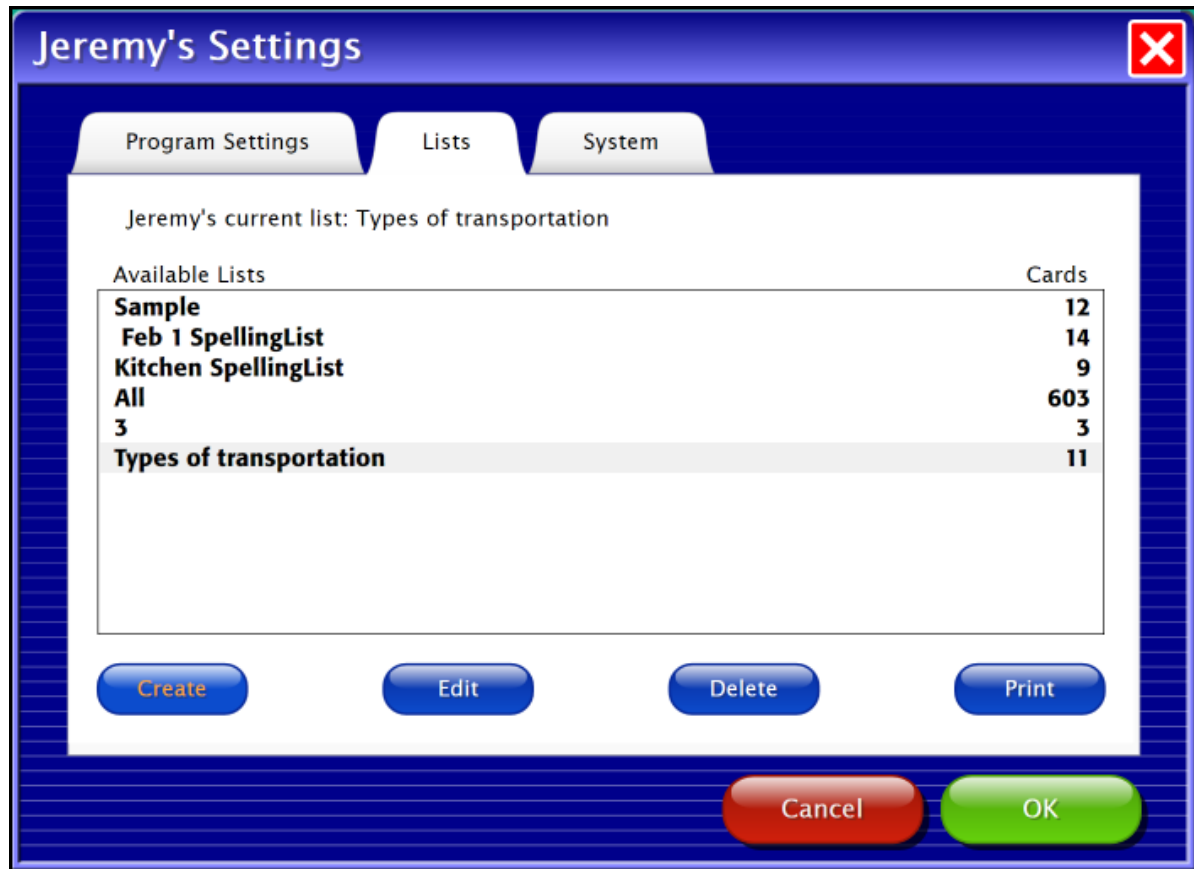 Jeremy's Settings
Program Settings Lists System
Jeremy's current list: Types of transportation
Available Lists Cards
Sample 12
Feb 1 SpellingList 14
Kitchen SpellingList 9
All 603
3 3
Types of transportation 11
Create Edit Delete Print
Cancel OK